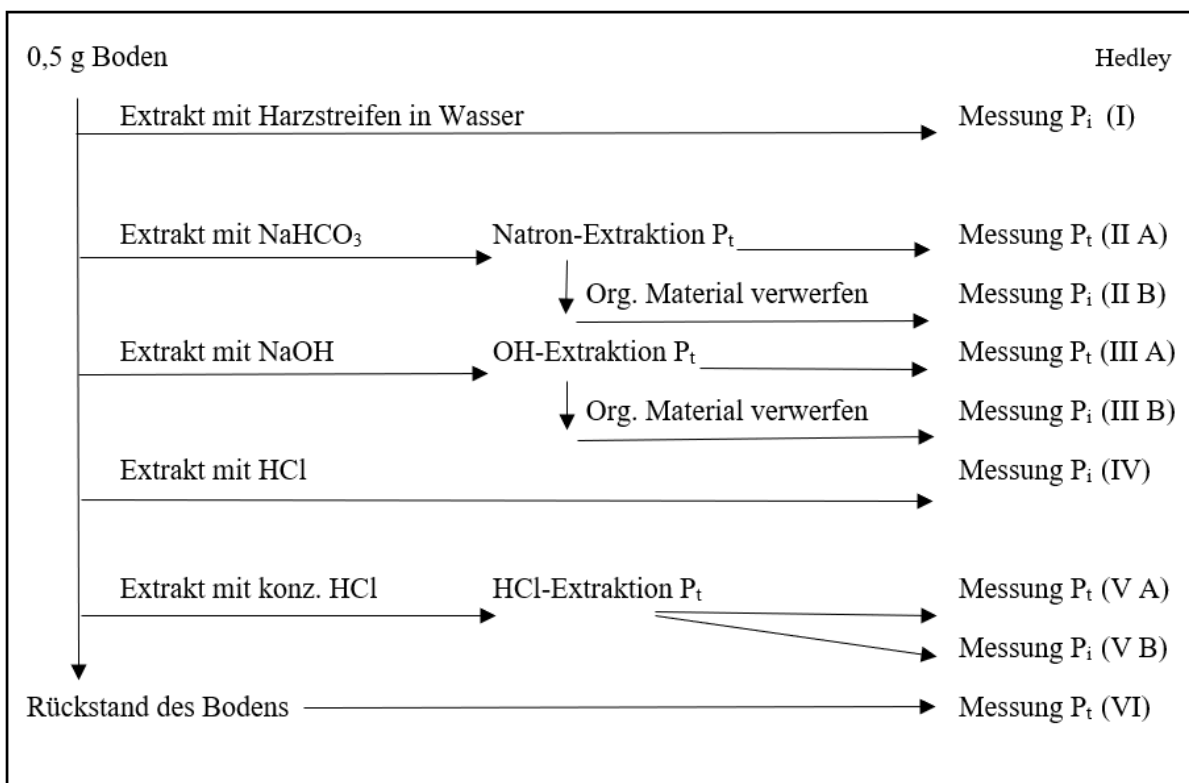 0,5 g Boden Hedley
Extrakt mit Harzstreifen in Wasser Messung Pᵢ (I)
Extrakt mit NaHCO₃ Natron-Extraktion Pₜ Messung Pₜ (II A)
Org. Material verwerfen Messung Pᵢ (II B)
Extrakt mit NaOH OH-Extraktion Pₜ Messung Pₜ (III A)
Org. Material verwerfen Messung Pᵢ (III B)
Extrakt mit HCl Messung Pᵢ (IV)
Extrakt mit konz. HCl HCl-Extraktion Pₜ Messung Pₜ (V A)
Messung Pᵢ (V B)
Rückstand des Bodens Messung Pₜ (VI)